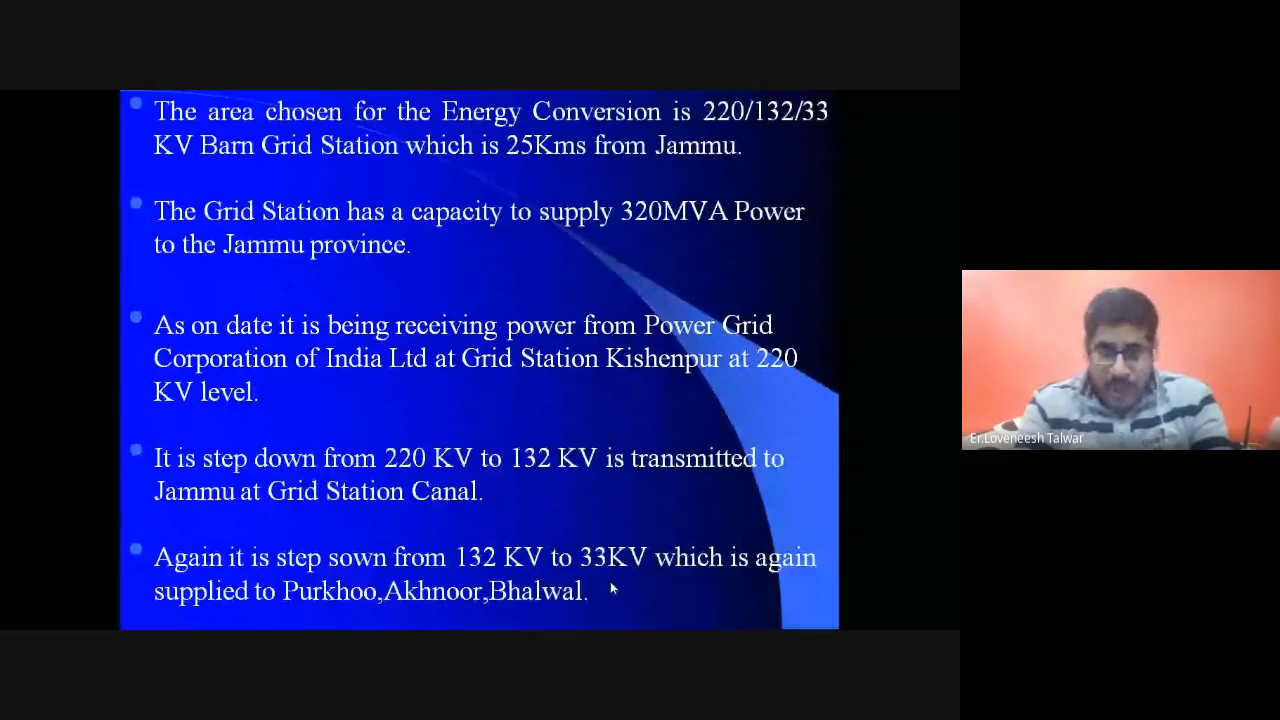 The area chosen for the Energy Conversion is 220/132/33
KV Barn Grid Station which is 25Kms from Jammu.
The Grid Station has a capacity to supply 320MVA Power
to the Jammu province.
As on date it is being receiving power from Power Grid
Corporation of India Ltd at Grid Station Kishenpur at 220
KV level.
It is step down from 220 KV to 132 KV is transmitted to
Jammu at Grid Station Canal.
Again it is step sown from 132 KV to 33KV which is again
supplied to Purkhoo,Akhnoor,Bhalwal.
Er.Loveneesh Talwar